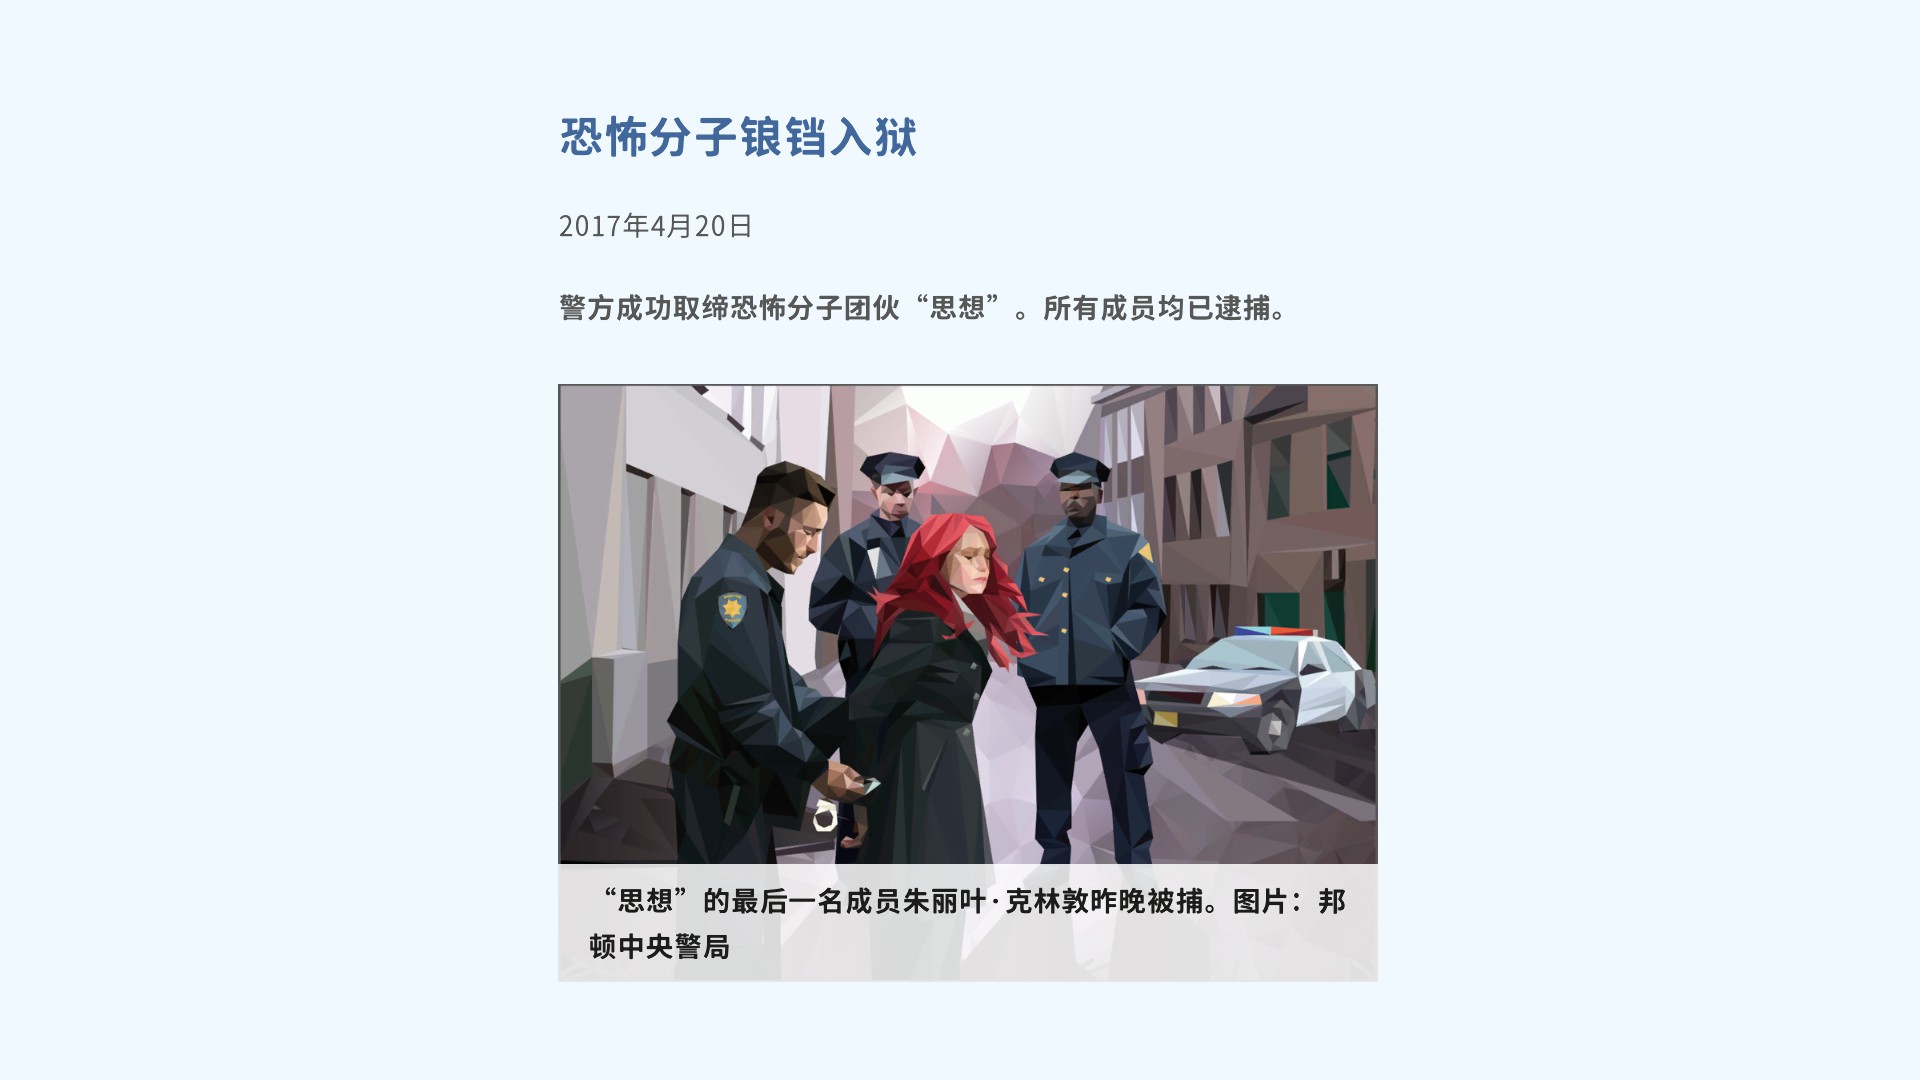 恐怖分子锒铛入狱
2017年4月20日
警方成功取缔恐怖分子团伙“思想”。所有成员均已逮捕。
“思想”的最后一名成员朱丽叶·克林敦昨晚被捕。图片：邦
顿中央警局